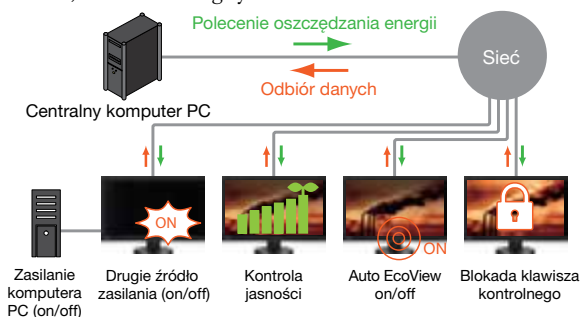 Polecenie oszczędzania energii
Sieć
Odbiór danych
Centralny komputer PC
ON
ON
Zasilanie
komputera
PC (on/off)
Drugie źródło
zasilania (on/off)
Kontrola
jasności
Auto EcoView
on/off
Blokada klawisza
kontrolnego